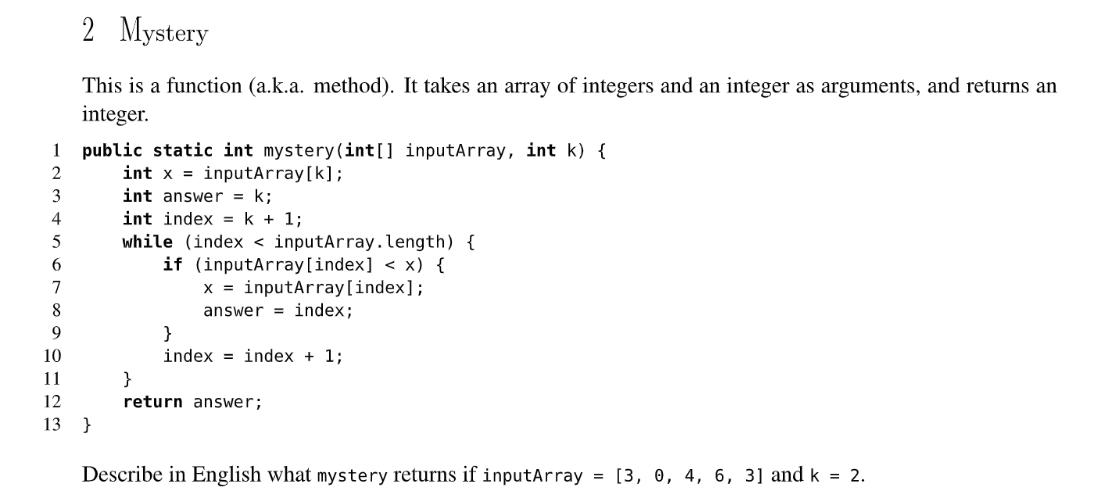 2 Mystery
This is a function (a.k.a. method). It takes an array of integers and an integer as arguments, and returns an
integer.
1 public static int mystery(int[] inputArray, int k) {
2     int x = inputArray[k];
3     int answer = k;
4     int index = k + 1;
5     while (index < inputArray.length) {
6         if (inputArray[index] < x) {
7             x = inputArray[index];
8             answer = index;
9         }
10         index = index + 1;
11     }
12     return answer;
13 }
Describe in English what mystery returns if inputArray = [3, 0, 4, 6, 3] and k = 2.